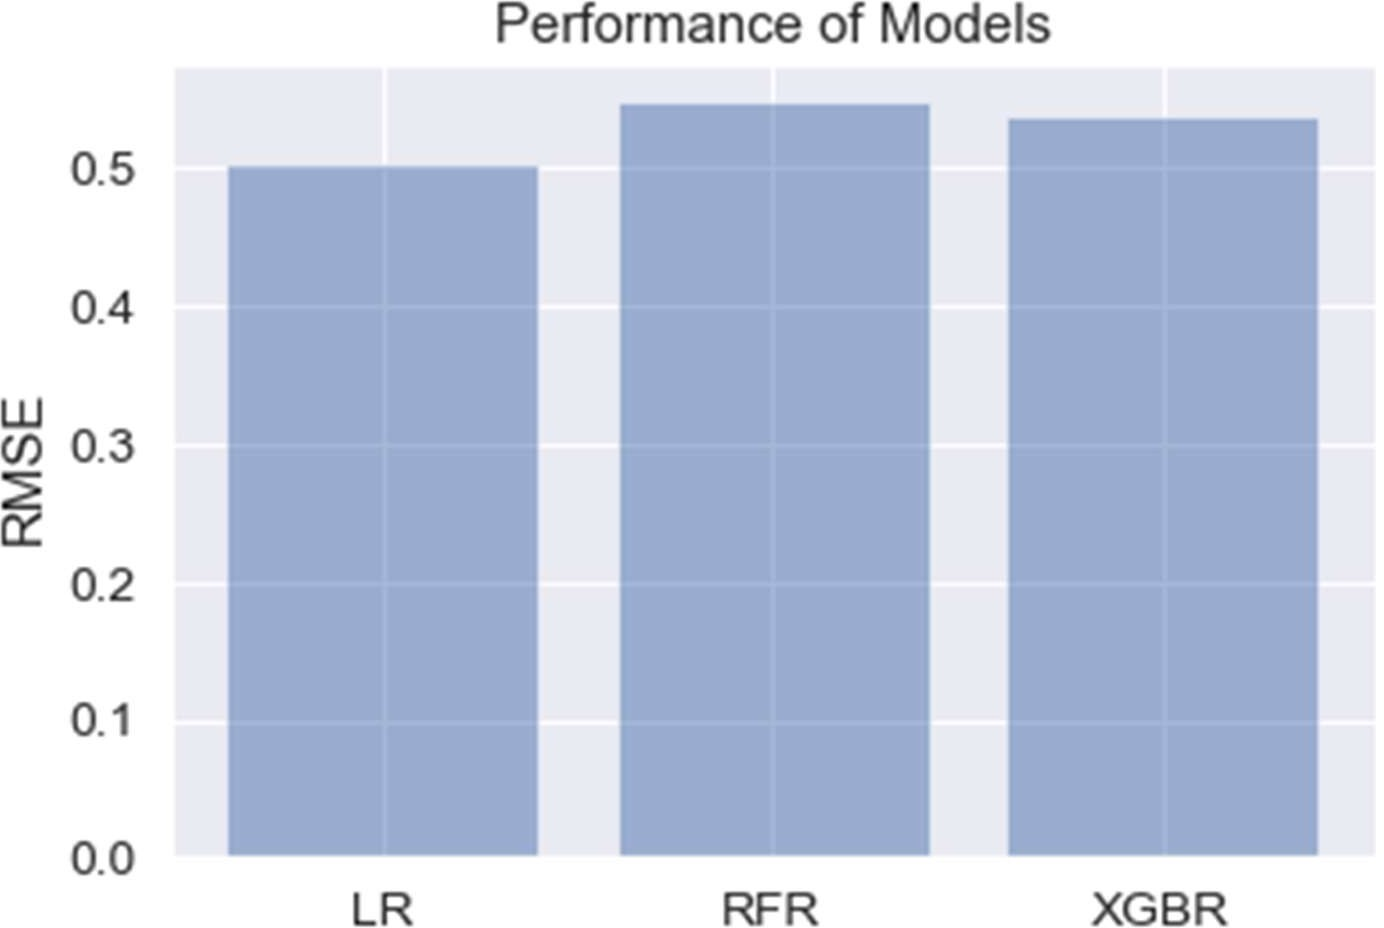 Performance of Models
RMSE
0.5
0.4
0.3
0.2
0.1
0.0
LR
RFR
XGBR